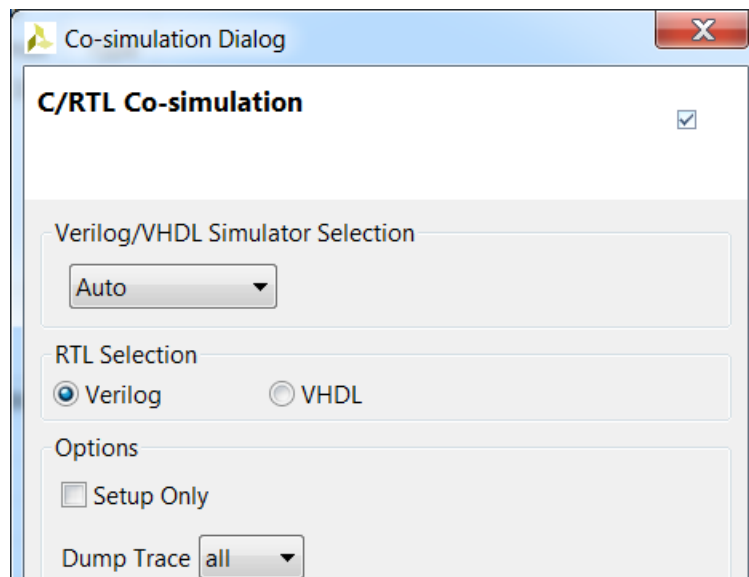 Co-simulation Dialog
C/RTL Co-simulation
Verilog/VHDL Simulator Selection
Auto
RTL Selection
Verilog VHDL
Options
Setup Only
Dump Trace all